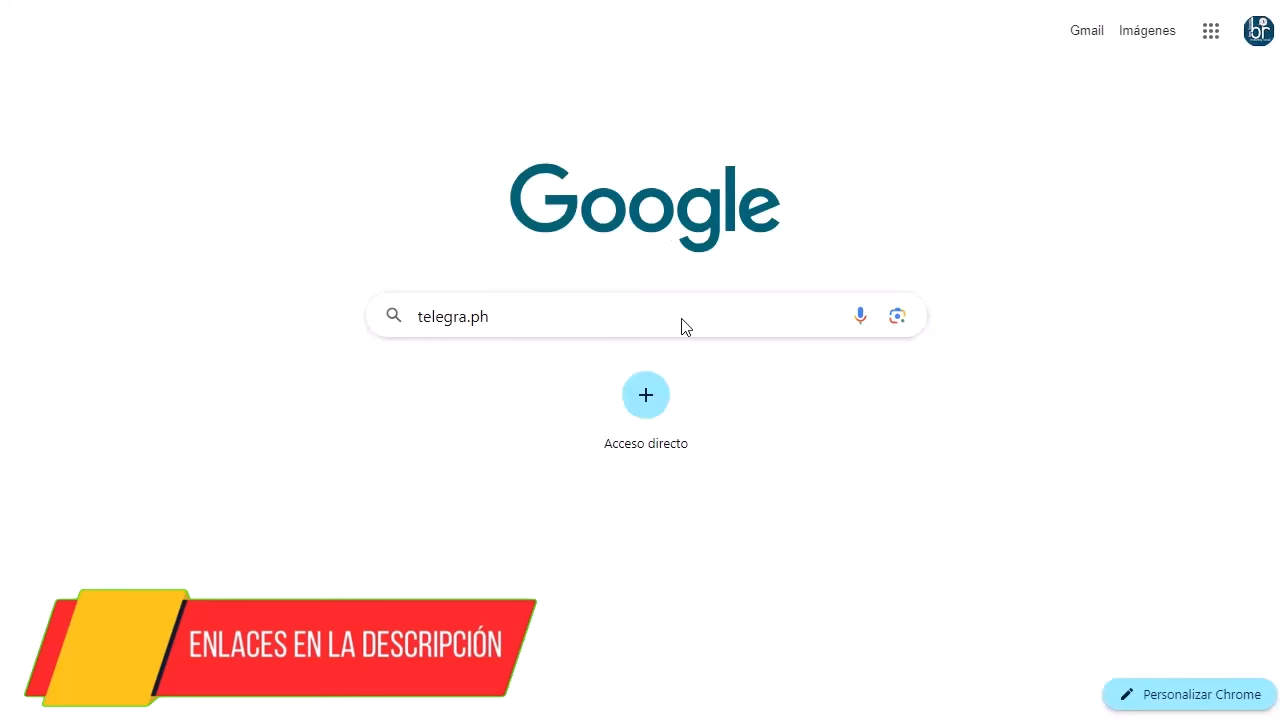 Gmail Imágenes
Google
telegra.ph
Acceso directo
ENLACES EN LA DESCRIPCIÓN
Personalizar Chrome